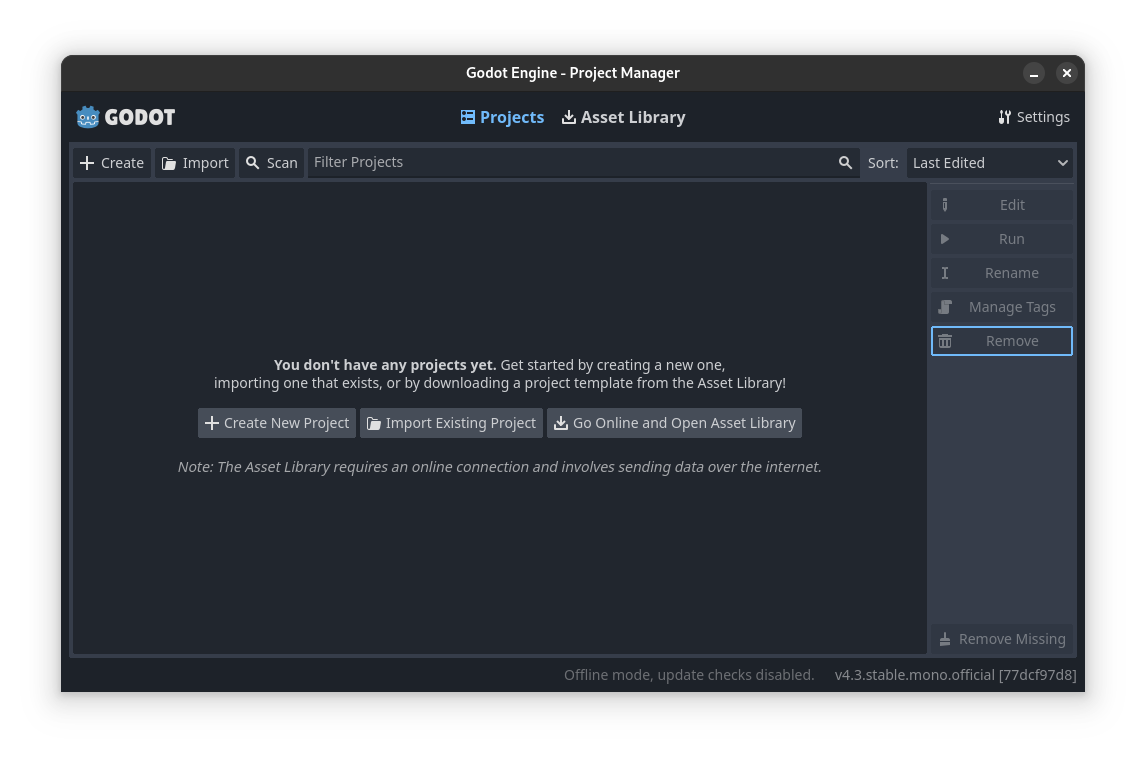 Godot Engine - Project Manager
GODOT Projects Asset Library Settings
Create Import Scan Filter Projects Sort: Last Edited
Edit
Run
Rename
Manage Tags
Remove
You don't have any projects yet. Get started by creating a new one,
importing one that exists, or by downloading a project template from the Asset Library!
Create New Project Import Existing Project Go Online and Open Asset Library
Note: The Asset Library requires an online connection and involves sending data over the internet.
Remove Missing
Offline mode, update checks disabled. v4.3.stable.mono.official [77dcf97d8]